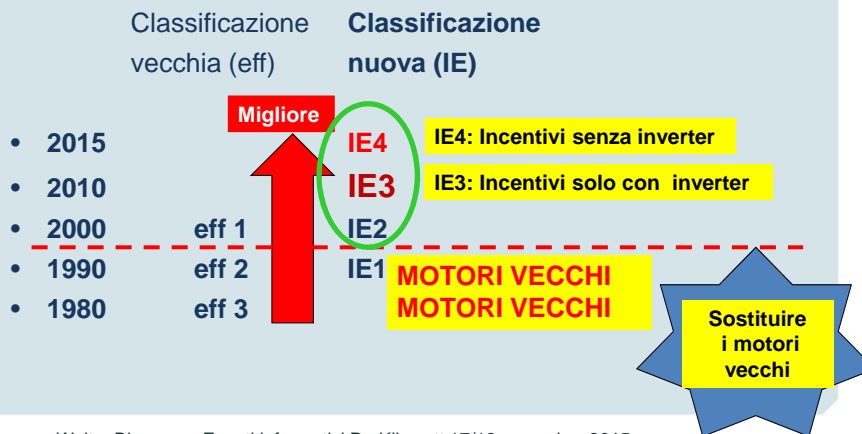 Classificazione Classificazione
vecchia (eff) nuova (IE)
Migliore
• 2015 IE4 IE4: Incentivi senza inverter
• 2010 IE3 IE3: Incentivi solo con inverter
• 2000 eff 1 IE2
• 1990 eff 2 IE1 MOTORI VECCHI
• 1980 eff 3 MOTORI VECCHI
Sostituire
i motori
vecchi